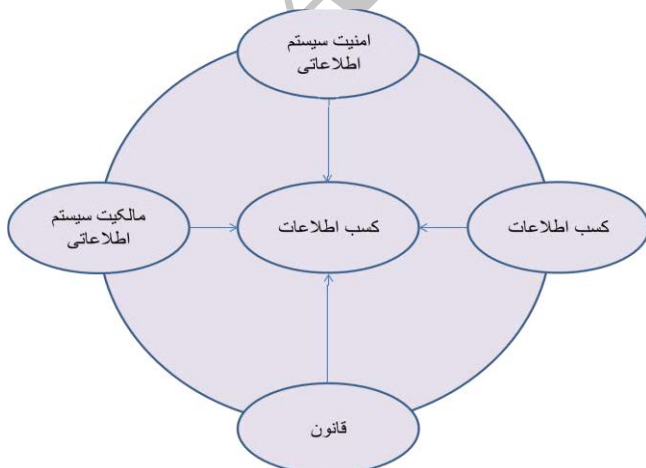 امنیت سیستم
اطلاعاتی
کسب اطلاعات
کسب اطلاعات
مالکیت سیستم
اطلاعاتی
قانون